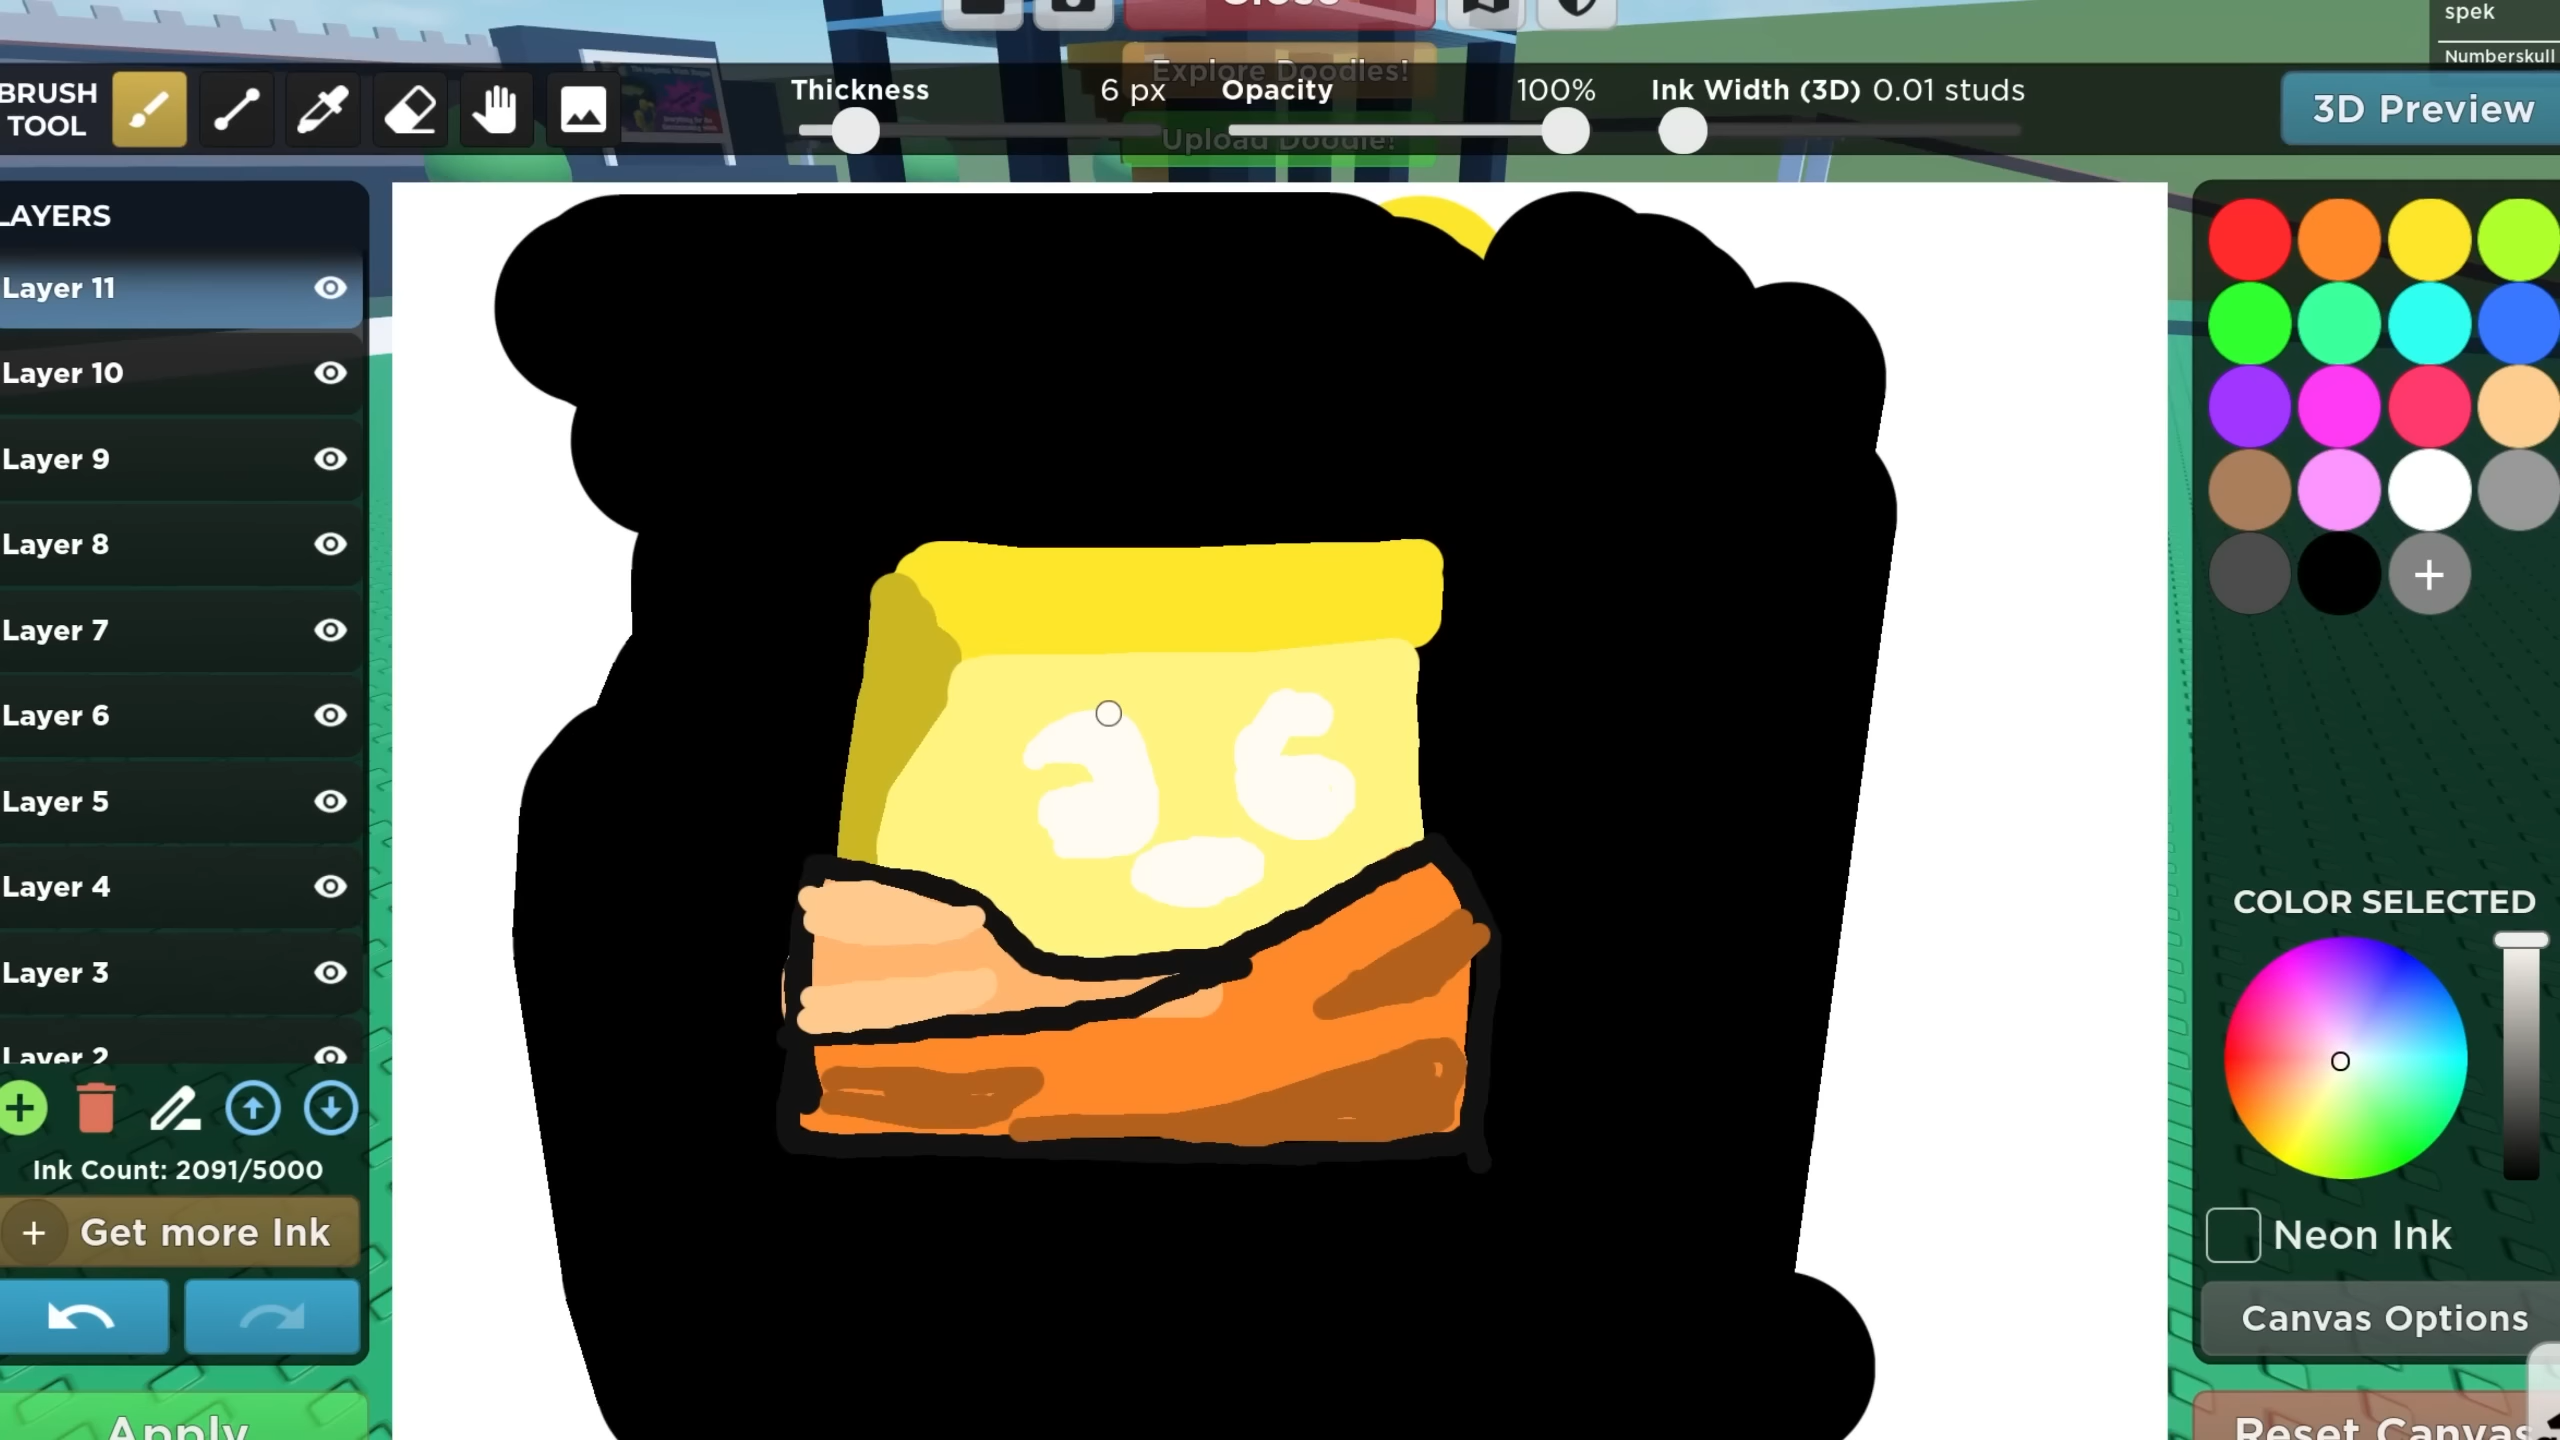 Close
spek
Numberskull
Explore Doodles!
Upload Doodle!
BRUSH
TOOL
Thickness
6 px
Opacity
100%
Ink Width (3D) 0.01 studs
3D Preview
LAYERS
Layer 11
Layer 10
Layer 9
Layer 8
Layer 7
Layer 6
Layer 5
Layer 4
Layer 3
Layer 2
Ink Count: 2091/5000
+ Get more Ink
Apply
COLOR SELECTED
Neon Ink
Canvas Options
Reset Canvas